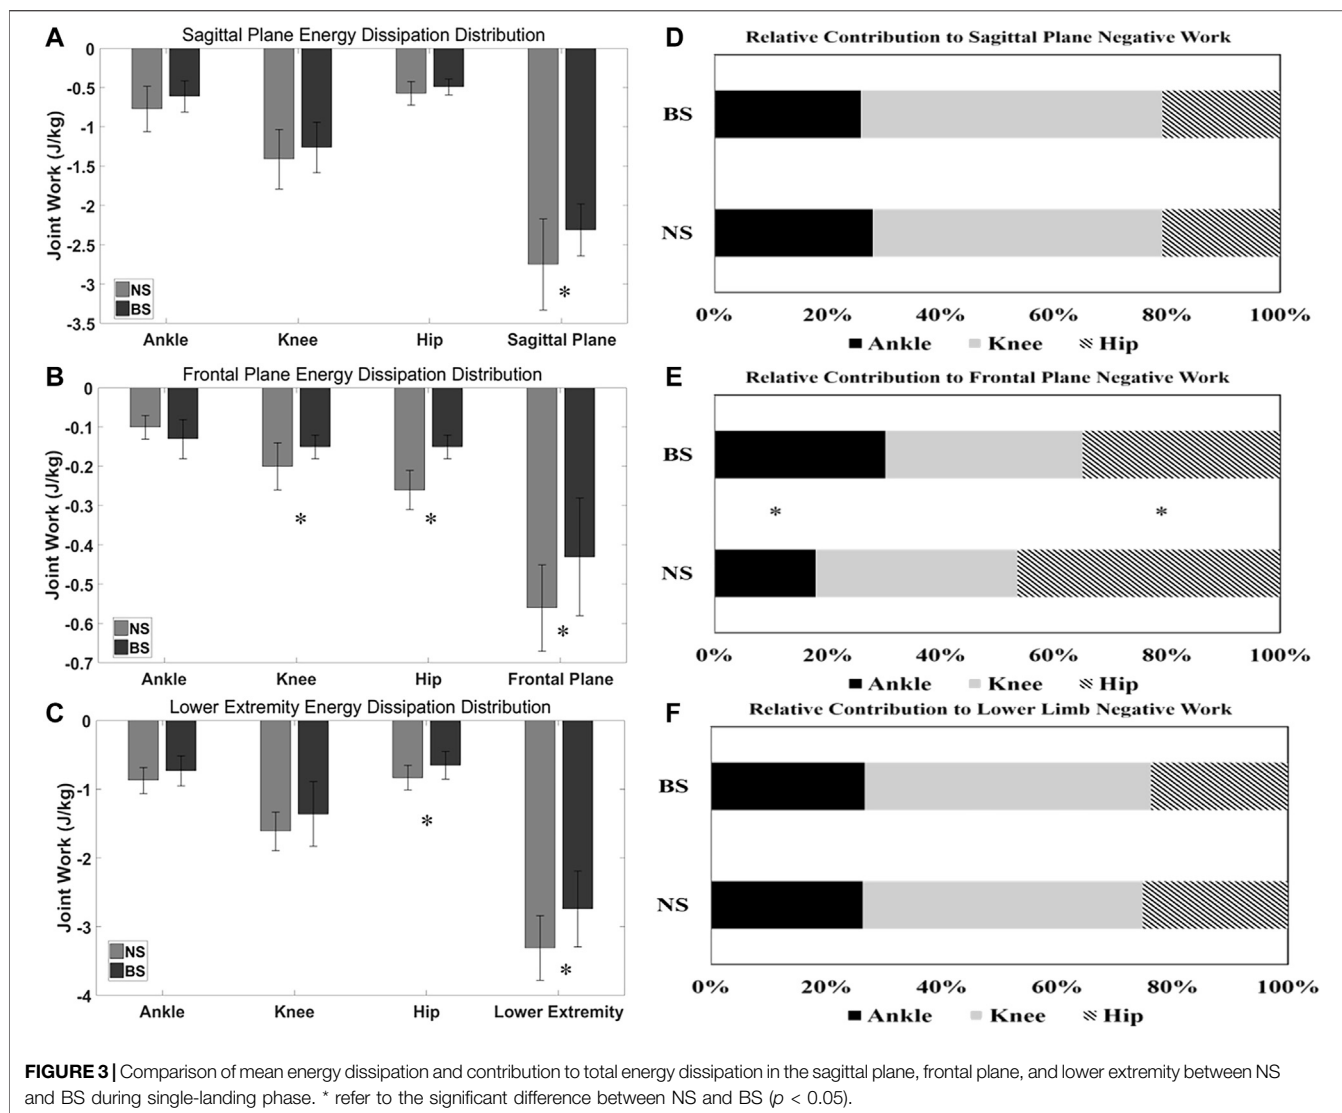 A
Sagittal Plane Energy Dissipation Distribution
Joint Work (J/kg)
0
-0.5
-1
-1.5
-2
-2.5
-3
-3.5
NS
BS
*
Ankle Knee Hip Sagittal Plane
D
Relative Contribution to Sagittal Plane Negative Work
BS
NS
0% 20% 40% 60% 80% 100%
Ankle Knee Hip
B
Frontal Plane Energy Dissipation Distribution
Joint Work (J/kg)
0
-0.1
-0.2
-0.3
-0.4
-0.5
-0.6
-0.7
* * *
NS
BS
Ankle Knee Hip Frontal Plane
E
Relative Contribution to Frontal Plane Negative Work
BS
* *
NS
0% 20% 40% 60% 80% 100%
Ankle Knee Hip
C
Lower Extremity Energy Dissipation Distribution
Joint Work (J/kg)
0
-1
-2
-3
-4
* *
NS
BS
Ankle Knee Hip Lower Extremity
F
Relative Contribution to Lower Limb Negative Work
BS
NS
0% 20% 40% 60% 80% 100%
Ankle Knee Hip
FIGURE 3 | Comparison of mean energy dissipation and contribution to total energy dissipation in the sagittal plane, frontal plane, and lower extremity between NS
and BS during single-landing phase. * refer to the significant difference between NS and BS (p < 0.05).